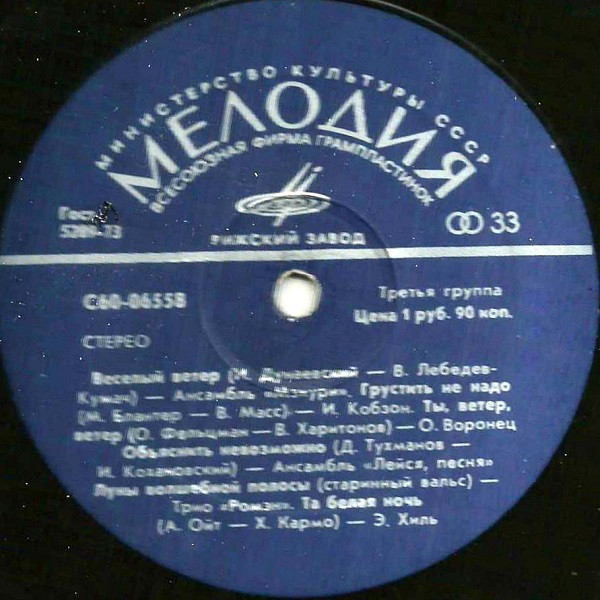 МИНИСТЕРСТВО КУЛЬТУРЫ СССР
МЕЛОДИЯ
ВСЕСОЮЗНАЯ ФИРМА ГРАМПЛАСТИНОК
Гост
5289-73
РИЖСКИЙ ЗАВОД
33
С60-06558
Третья группа
Цена 1 руб. 90 коп.
СТЕРЕО
Веселый ветер (И. Дунаевский — В. Лебедев-
Кумач) — Ансамбль «Мзиури». Грустить не надо
(М. Блантер — В. Масс) — И. Кобзон. Ты, ветер,
ветер (О. Фельцман — В. Харитонов) — О. Воронец
Объяснить невозможно (Д. Тухманов —
И. Кохановский) — Ансамбль «Лейся, песня»
Луны волшебной полосы (старинный вальс) —
Трио «Ромэн». Та белая ночь
(А. Ойт — Х. Кармо) — Э. Хиль